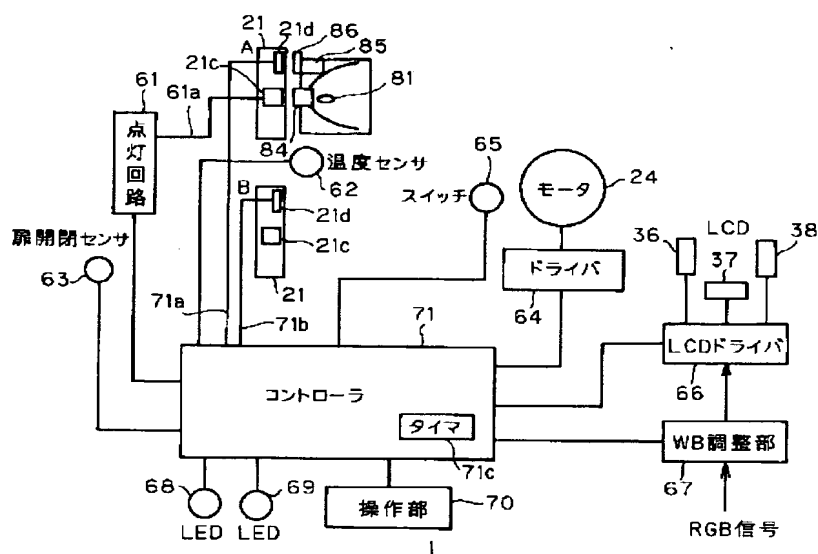 21 21d 86 85
A
21c 81
61 61a
点灯回路
84
温度センサ
62
65
スイッチ
モータ 24
B
21d
21c
21
扉開閉センサ
63
ドライバ
64
36 LCD 38
37
71a
71b
71
LCDドライバ
66
コントローラ
タイマ
71c
WB調整部
67
68 69 70
LED LED
操作部
RGB信号